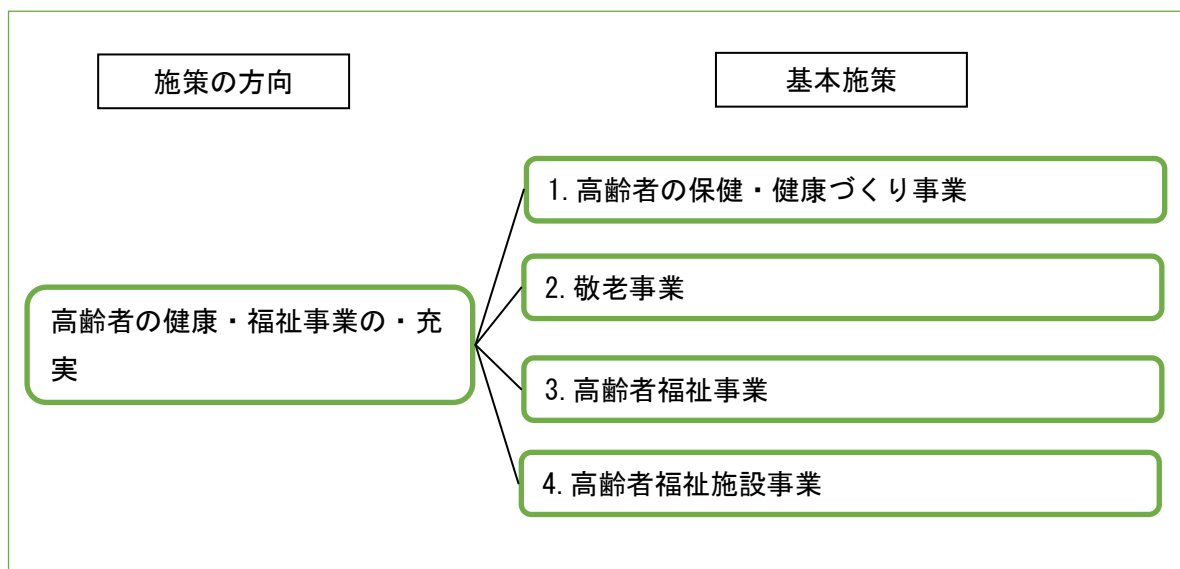 施策の方向
基本施策
1.高齢者の保健・健康づくり事業
2.敬老事業
高齢者の健康・福祉事業の・充
実
3.高齢者福祉事業
4.高齢者福祉施設事業